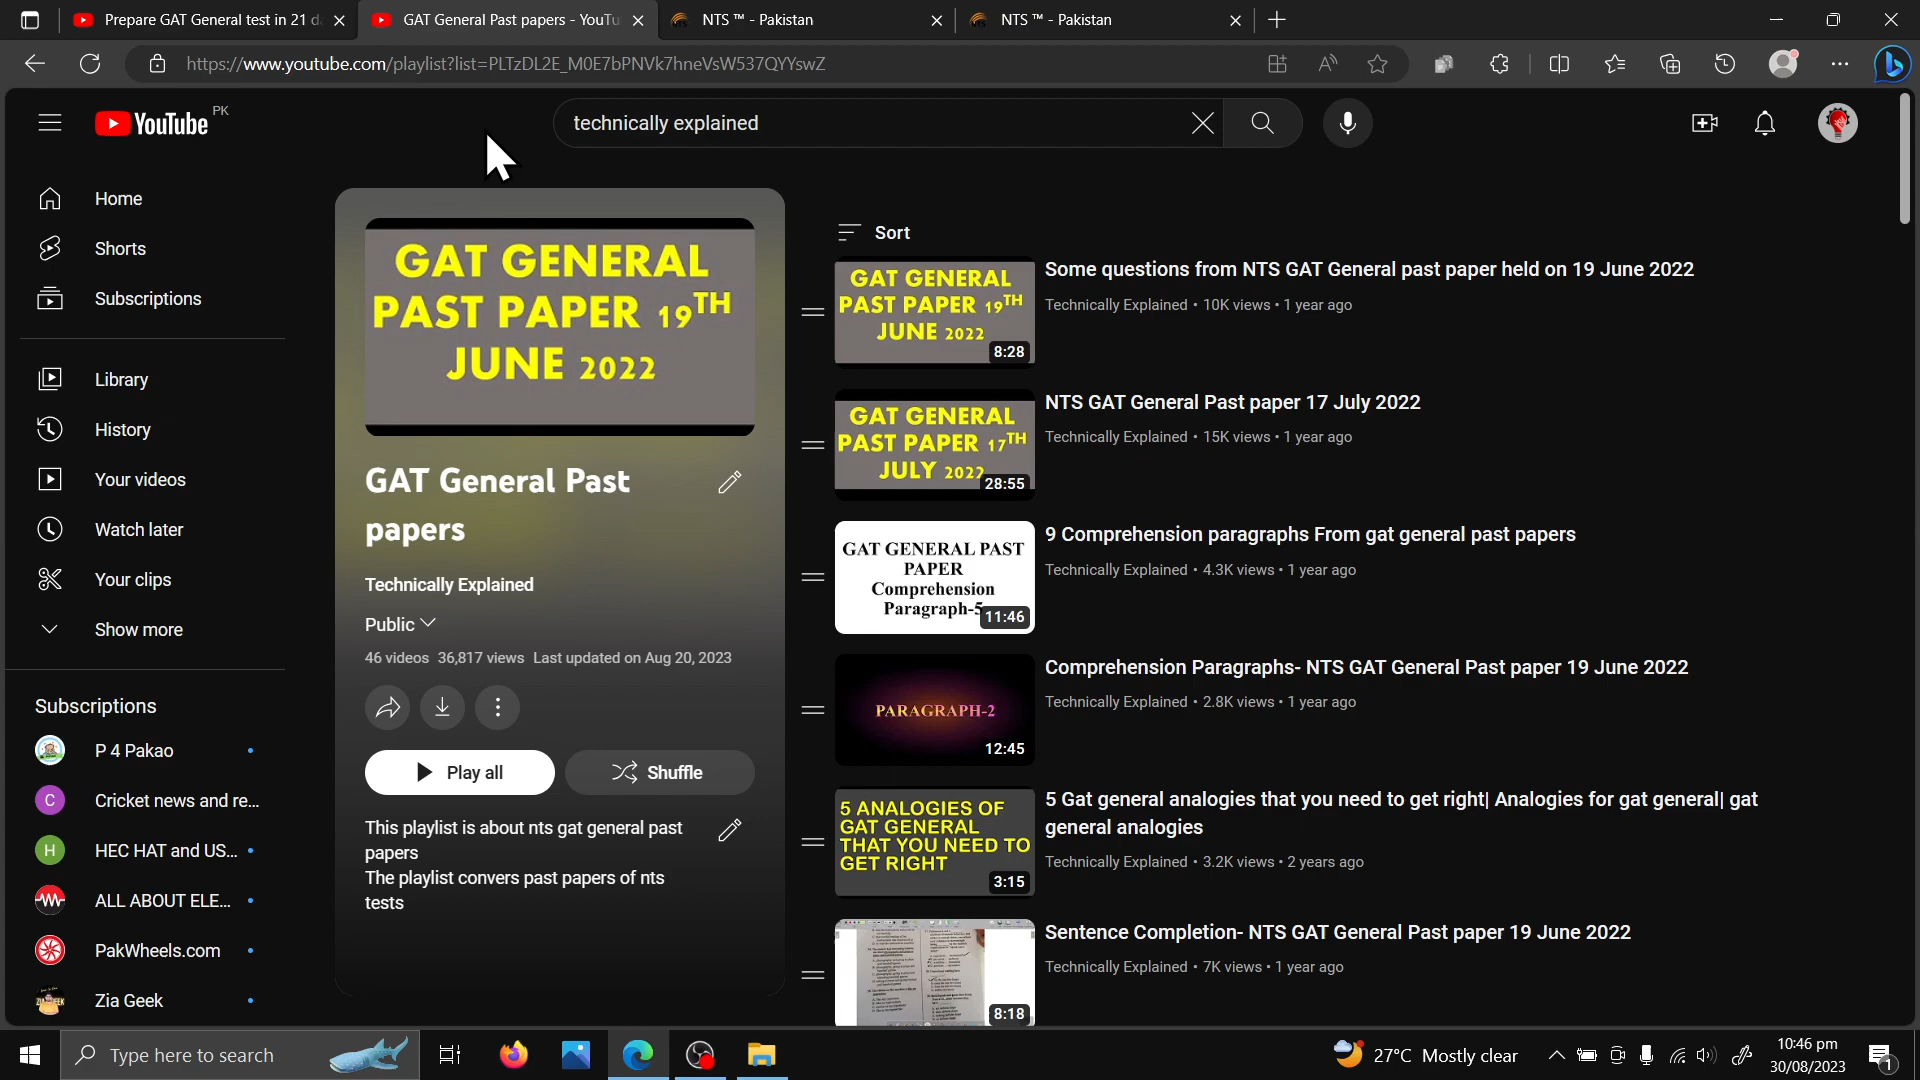 Prepare GAT General test in 21 d
GAT General Past papers - YouTu
NTS ™ - Pakistan
NTS ™ - Pakistan
https://www.youtube.com/playlist?list=PLTzDL2E_M0E7bPNVk7hneVsW537QYYswZ
YouTube PK
technically explained
Home
Shorts
Subscriptions
Library
History
Your videos
Watch later
Your clips
Show more
Subscriptions
P 4 Pakao
C
Cricket news and re...
H
HEC HAT and US...
ALL ABOUT ELE...
PakWheels.com
Zia Geek
GAT GENERAL
PAST PAPER 19TH
JUNE 2022
GAT General Past
papers
Technically Explained
Public
46 videos 36,817 views Last updated on Aug 20, 2023
Play all
Shuffle
This playlist is about nts gat general past
papers
The playlist convers past papers of nts
tests
Sort
GAT GENERAL
PAST PAPER 19TH
JUNE 2022
8:28
Some questions from NTS GAT General past paper held on 19 June 2022
Technically Explained • 10K views • 1 year ago
GAT GENERAL
PAST PAPER 17TH
JULY 2022
28:55
NTS GAT General Past paper 17 July 2022
Technically Explained • 15K views • 1 year ago
GAT GENERAL PAST
PAPER
Comprehension
Paragraph-5
11:46
9 Comprehension paragraphs From gat general past papers
Technically Explained • 4.3K views • 1 year ago
PARAGRAPH-2
12:45
Comprehension Paragraphs- NTS GAT General Past paper 19 June 2022
Technically Explained • 2.8K views • 1 year ago
5 ANALOGIES OF
GAT GENERAL
THAT YOU NEED TO
GET RIGHT
3:15
5 Gat general analogies that you need to get right| Analogies for gat general| gat
general analogies
Technically Explained • 3.2K views • 2 years ago
8:18
Sentence Completion- NTS GAT General Past paper 19 June 2022
Technically Explained • 7K views • 1 year ago
Type here to search
27°C Mostly clear
10:46 pm
30/08/2023
1